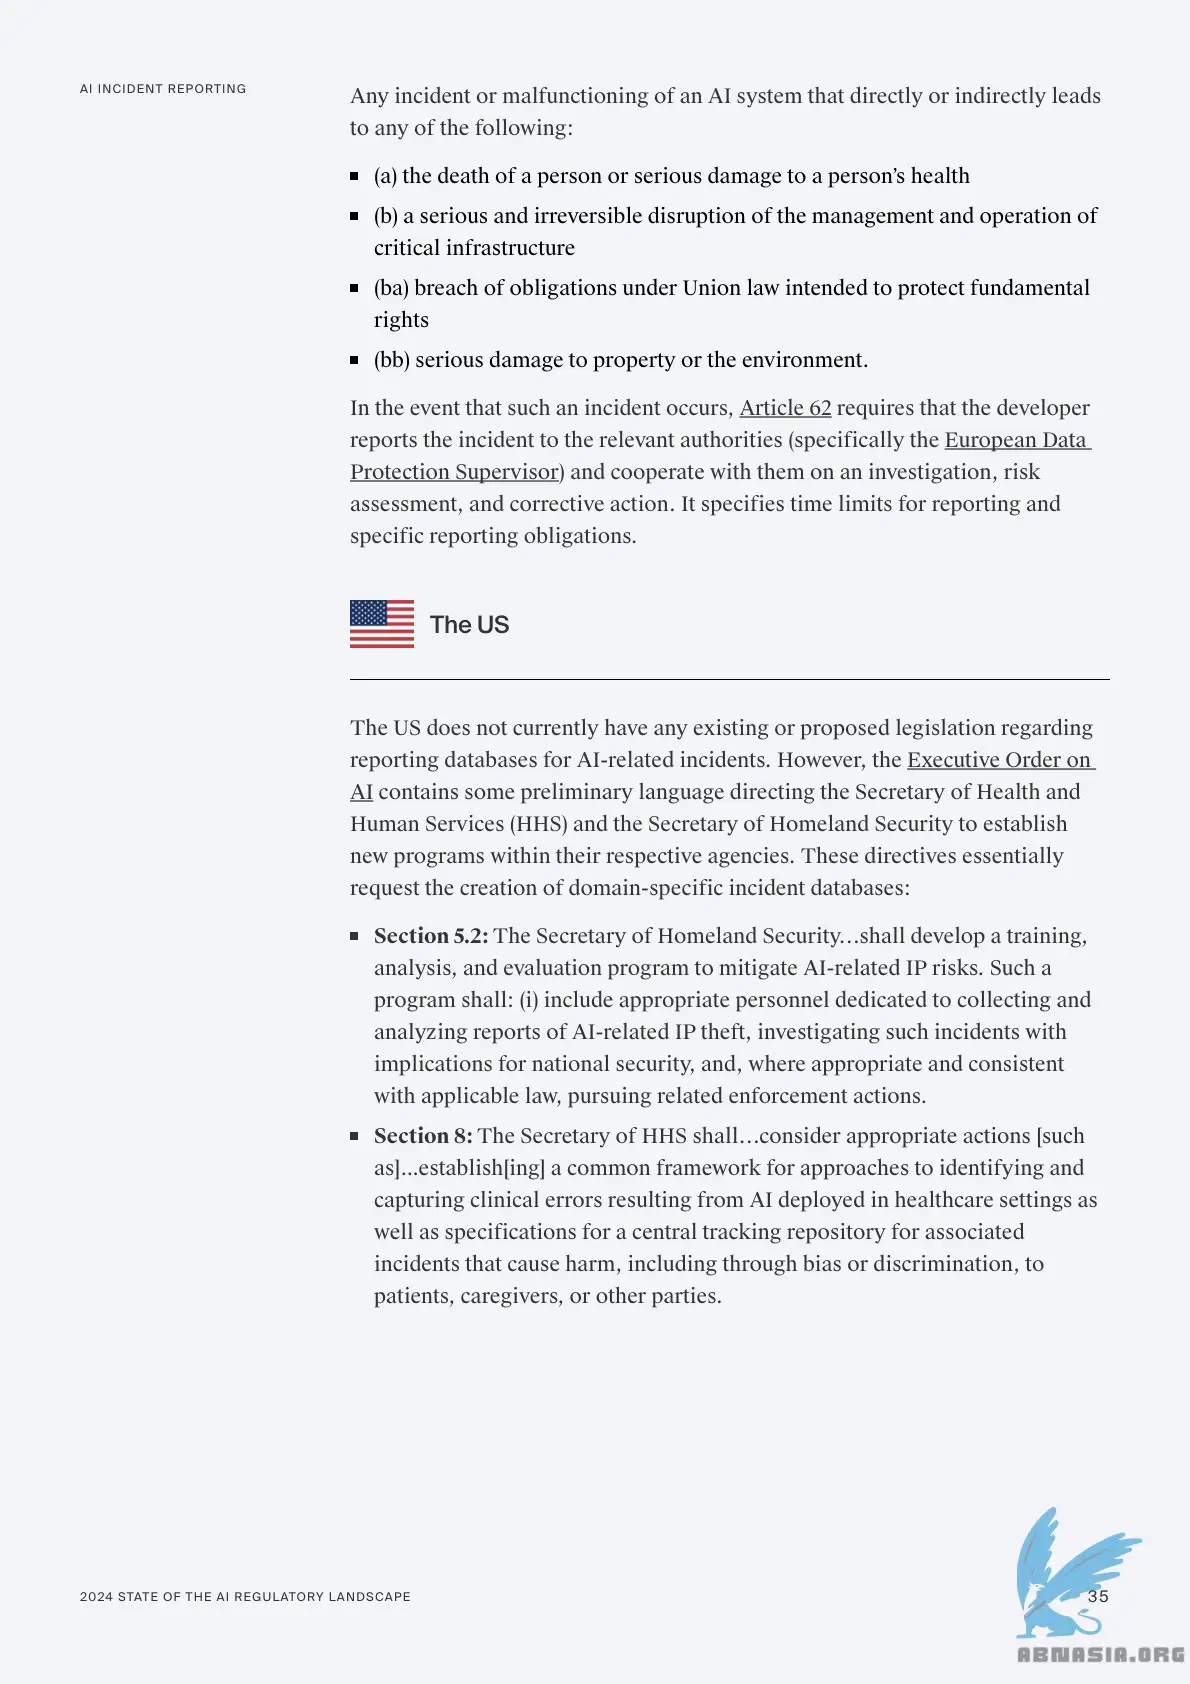 AI INCIDENT REPORTING
Any incident or malfunctioning of an AI system that directly or indirectly leads
to any of the following:
(a) the death of a person or serious damage to a person’s health
(b) a serious and irreversible disruption of the management and operation of
critical infrastructure
(ba) breach of obligations under Union law intended to protect fundamental
rights
(bb) serious damage to property or the environment.
In the event that such an incident occurs, Article 62 requires that the developer
reports the incident to the relevant authorities (specifically the European Data
Protection Supervisor) and cooperate with them on an investigation, risk
assessment, and corrective action. It specifies time limits for reporting and
specific reporting obligations.
The US
The US does not currently have any existing or proposed legislation regarding
reporting databases for AI-related incidents. However, the Executive Order on
AI contains some preliminary language directing the Secretary of Health and
Human Services (HHS) and the Secretary of Homeland Security to establish
new programs within their respective agencies. These directives essentially
request the creation of domain-specific incident databases:
Section 5.2: The Secretary of Homeland Security…shall develop a training,
analysis, and evaluation program to mitigate AI-related IP risks. Such a
program shall: (i) include appropriate personnel dedicated to collecting and
analyzing reports of AI-related IP theft, investigating such incidents with
implications for national security, and, where appropriate and consistent
with applicable law, pursuing related enforcement actions.
Section 8: The Secretary of HHS shall…consider appropriate actions [such
as]...establish[ing] a common framework for approaches to identifying and
capturing clinical errors resulting from AI deployed in healthcare settings as
well as specifications for a central tracking repository for associated
incidents that cause harm, including through bias or discrimination, to
patients, caregivers, or other parties.
2024 STATE OF THE AI REGULATORY LANDSCAPE
35
ABNASIA.ORG